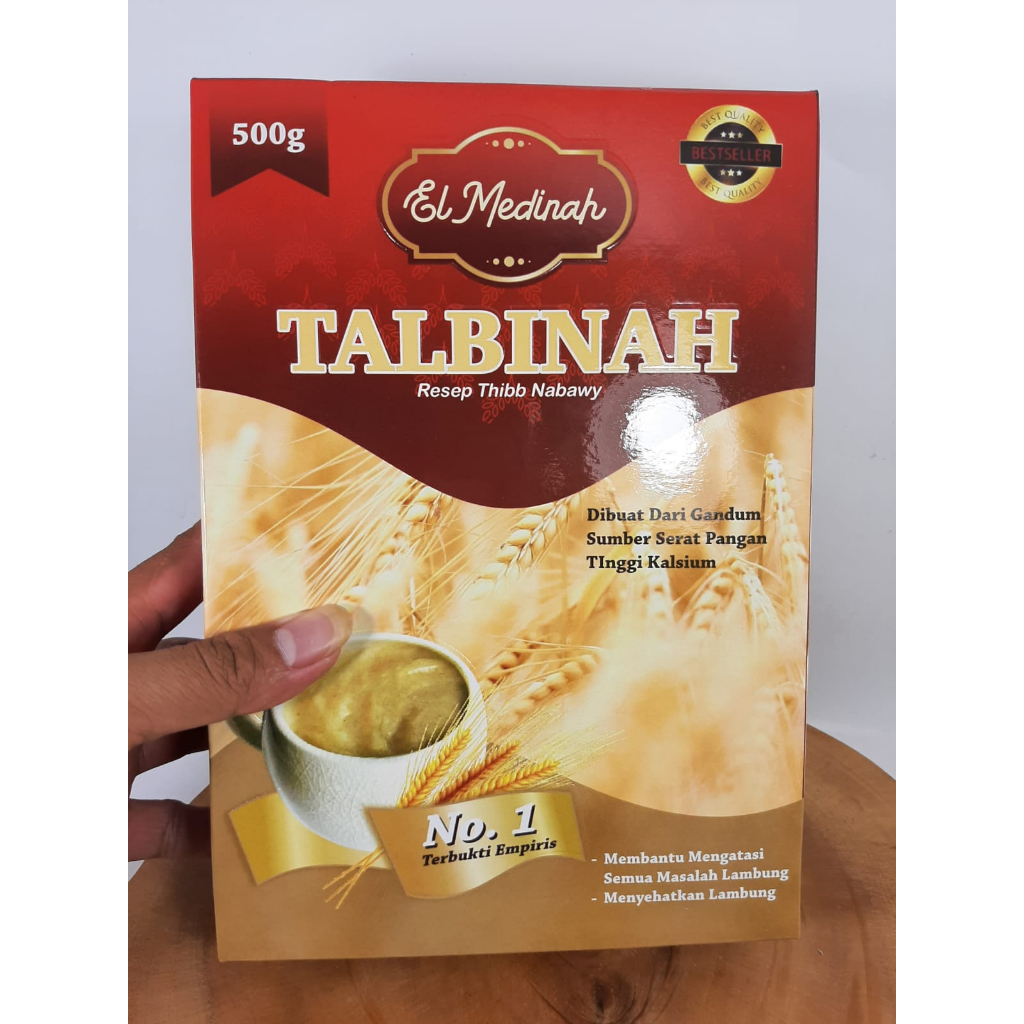 500g
BEST QUALITY
BESTSELLER
BEST QUALITY
El Medinah
TALBINAH
Resep Thibb Nabawy
Dibuat Dari Gandum
Sumber Serat Pangan
TInggi Kalsium
No. 1
Terbukti Empiris
- Membantu Mengatasi
Semua Masalah Lambung
- Menyehatkan Lambung